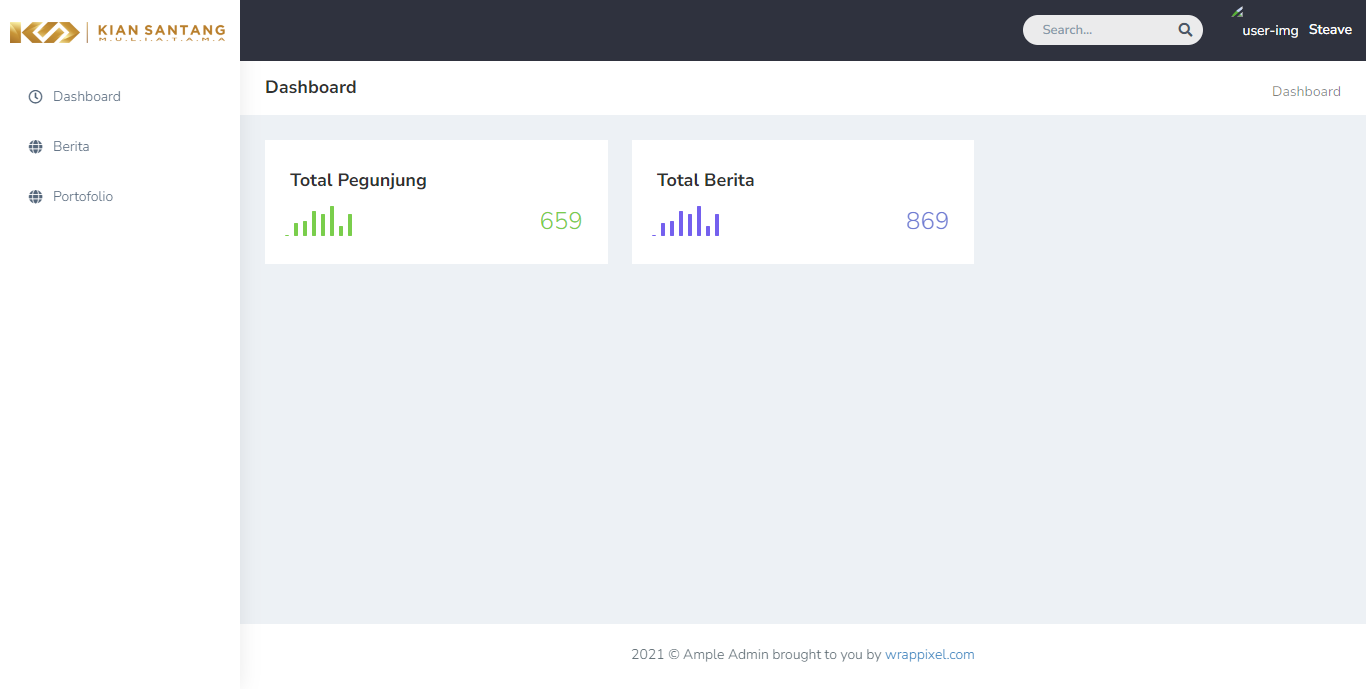 KIAN SANTANG
M.U.L.I.A.T.A.M.A
Search...
user-img
Steave
Dashboard
Berita
Portofolio
Dashboard
Dashboard
Total Pegunjung
659
Total Berita
869
2021 © Ample Admin brought to you by wrappixel.com